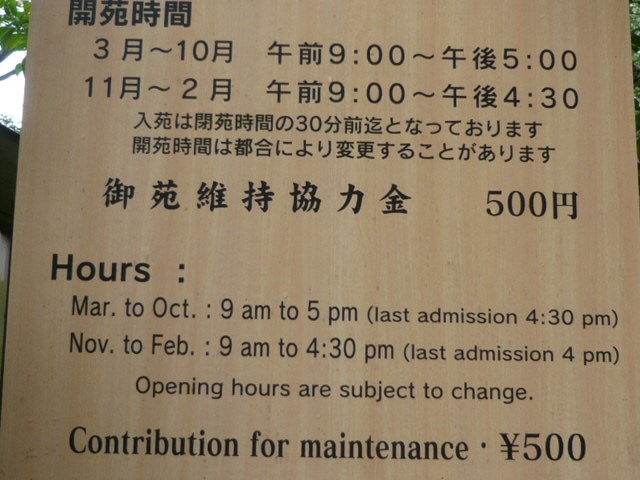 開苑時間
3月～10月 午前9:00～午後5:00
11月～2月 午前9:00～午後4:30
入苑は閉苑時間の30分前迄となっております
開苑時間は都合により変更することがあります
御苑維持協力金 500円
Hours :
Mar. to Oct. : 9 am to 5 pm (last admission 4:30 pm)
Nov. to Feb. : 9 am to 4:30 pm (last admission 4 pm)
Opening hours are subject to change.
Contribution for maintenance · ¥500